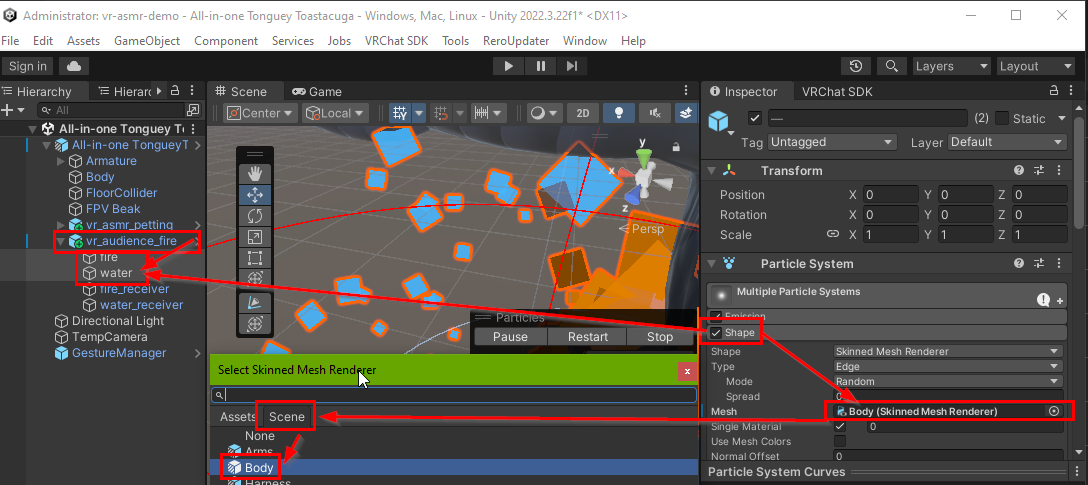 Administrator: vr-asmr-demo - All-in-one Tonguey Toastacuga - Windows, Mac, Linux - Unity 2022.3.22f1* <DX11>
File Edit Assets GameObject Component Services Jobs VRChat SDK Tools ReroUpdater Window Help
Sign in
Layers
Layout
Hierarchy
Hierarc
All
All-in-one Tonguey T
All-in-one TongueyT
Armature
Body
FloorCollider
FPV Beak
vr_asmr_petting
vr_audience_fire
fire
water
fire_receiver
water_receiver
Directional Light
TempCamera
GestureManager
Scene
Game
Center
Local
2D
y
x
z
Persp
Particles
Pause
Restart
Stop
Select Skinned Mesh Renderer
x
Assets
Scene
None
Arms
Body
Harness
Inspector
VRChat SDK
—
(2)
Static
Tag Untagged Layer Default
Transform
Position X 0 Y 0 Z 0
Rotation X 0 Y 0 Z 0
Scale X 1 Y 1 Z 1
Particle System
Multiple Particle Systems
Emission
Shape
Shape Skinned Mesh Renderer
Type Edge
Mode Random
Spread 0
Mesh Body (Skinned Mesh Renderer)
Single Material 0
Use Mesh Colors
Normal Offset 0
Particle System Curves